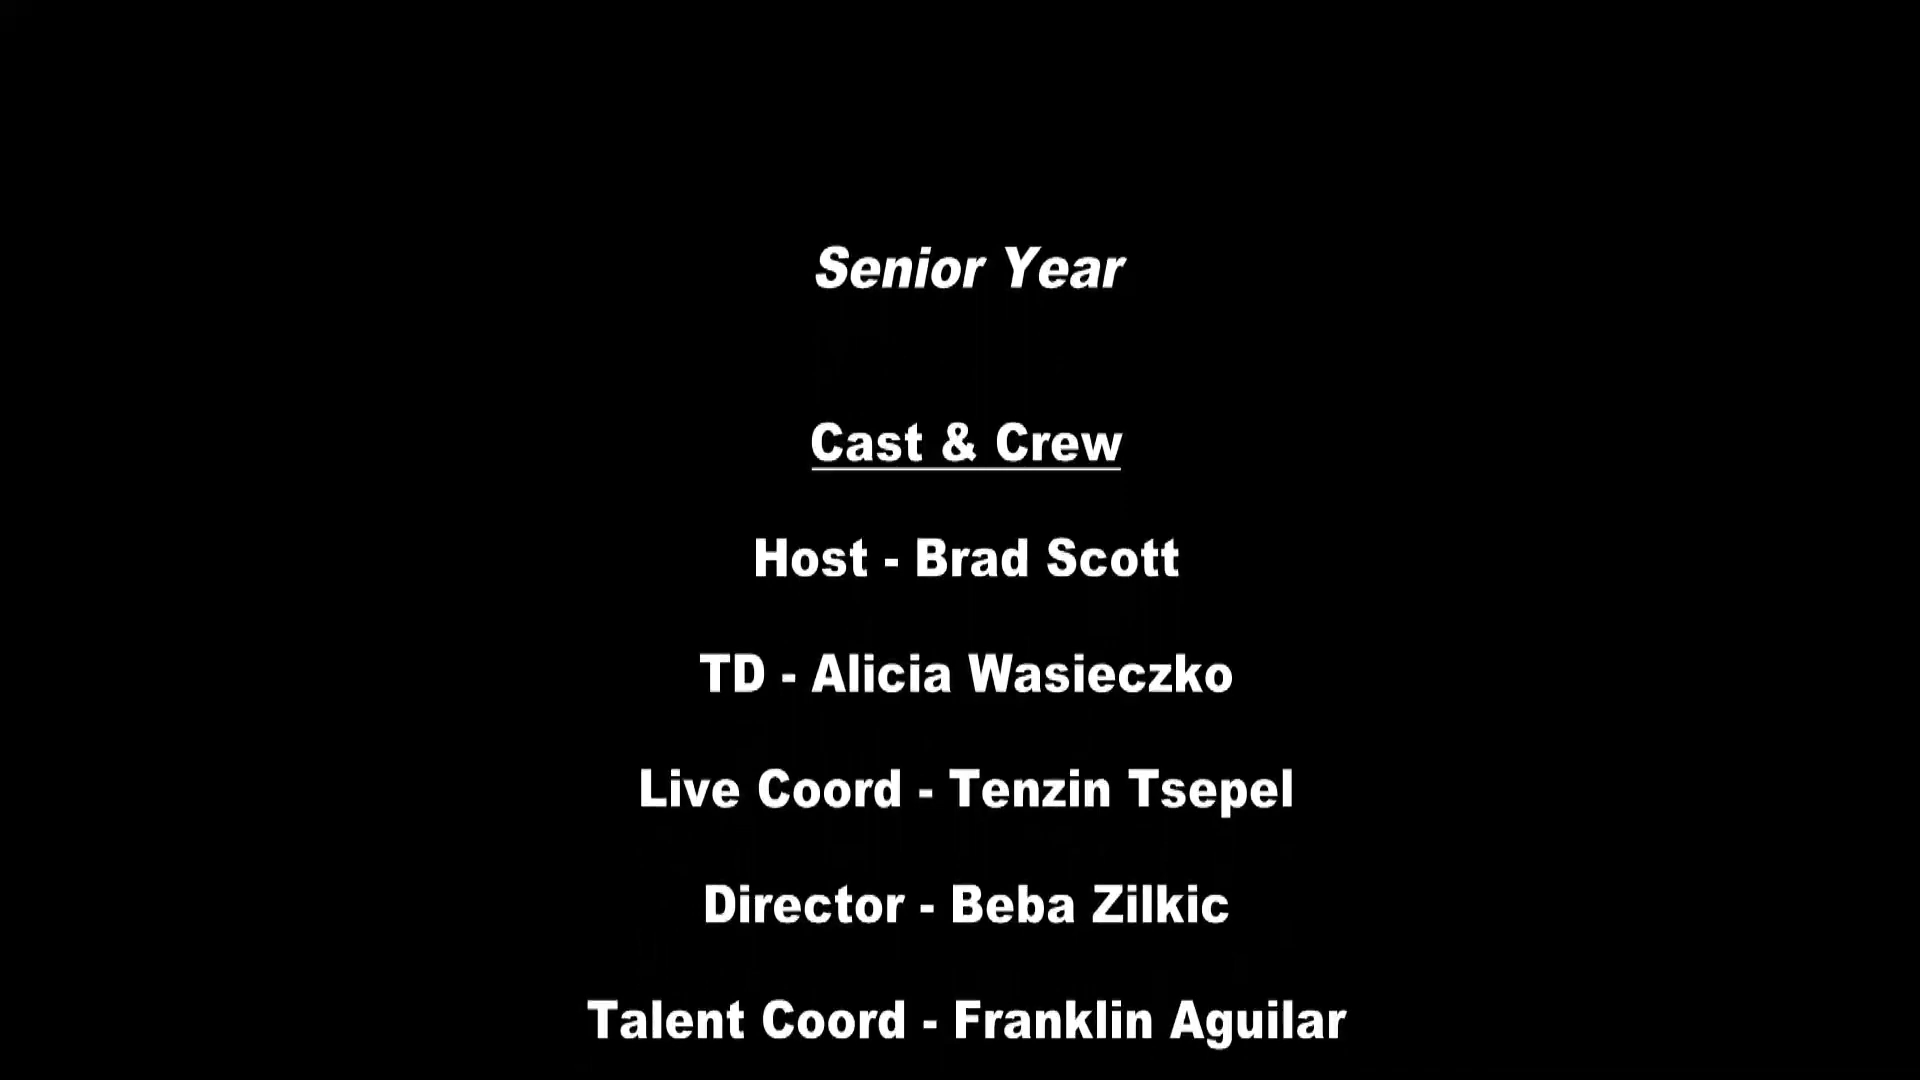 Senior Year
Cast & Crew
Host - Brad Scott
TD - Alicia Wasieczko
Live Coord - Tenzin Tsepel
Director - Beba Zilkic
Talent Coord - Franklin Aguilar